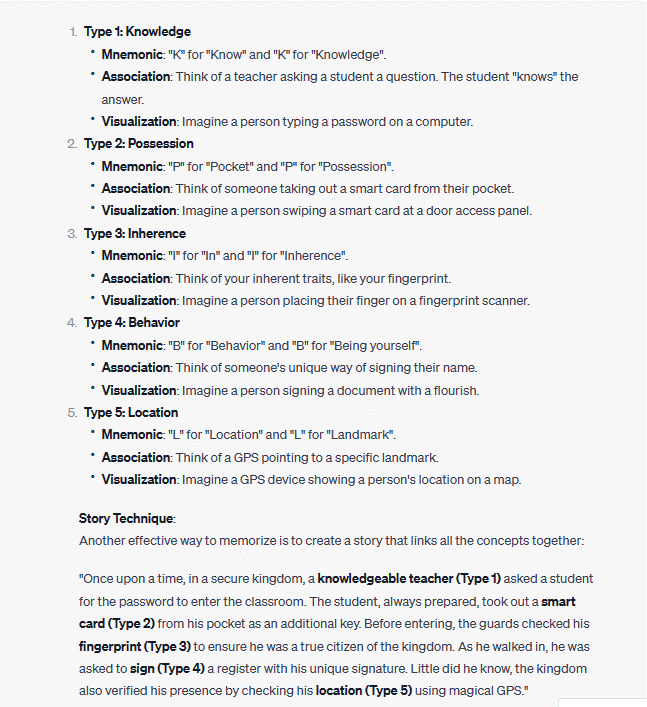 1. Type 1: Knowledge
• Mnemonic: "K" for "Know" and "K" for "Knowledge".
• Association: Think of a teacher asking a student a question. The student "knows" the
answer.
• Visualization: Imagine a person typing a password on a computer.
2. Type 2: Possession
• Mnemonic: "P" for "Pocket" and "P" for "Possession".
• Association: Think of someone taking out a smart card from their pocket.
• Visualization: Imagine a person swiping a smart card at a door access panel.
3. Type 3: Inherence
• Mnemonic: "I" for "In" and "I" for "Inherence".
• Association: Think of your inherent traits, like your fingerprint.
• Visualization: Imagine a person placing their finger on a fingerprint scanner.
4. Type 4: Behavior
• Mnemonic: "B" for "Behavior" and "B" for "Being yourself".
• Association: Think of someone's unique way of signing their name.
• Visualization: Imagine a person signing a document with a flourish.
5. Type 5: Location
• Mnemonic: "L" for "Location" and "L" for "Landmark".
• Association: Think of a GPS pointing to a specific landmark.
• Visualization: Imagine a GPS device showing a person's location on a map.
Story Technique:
Another effective way to memorize is to create a story that links all the concepts together:
"Once upon a time, in a secure kingdom, a knowledgeable teacher (Type 1) asked a student
for the password to enter the classroom. The student, always prepared, took out a smart
card (Type 2) from his pocket as an additional key. Before entering, the guards checked his
fingerprint (Type 3) to ensure he was a true citizen of the kingdom. As he walked in, he was
asked to sign (Type 4) a register with his unique signature. Little did he know, the kingdom
also verified his presence by checking his location (Type 5) using magical GPS."